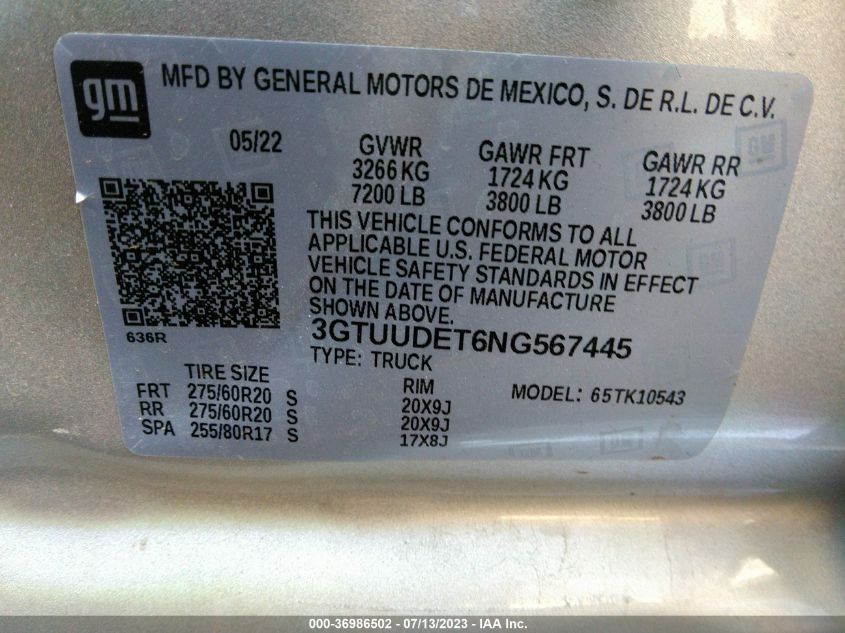 gm
MFD BY GENERAL MOTORS DE MEXICO, S. DE R.L. DE C.V.
05/22 GVWR GAWR FRT GAWR RR
3266 KG 1724 KG 1724 KG
7200 LB 3800 LB 3800 LB
THIS VEHICLE CONFORMS TO ALL
APPLICABLE U.S. FEDERAL MOTOR
VEHICLE SAFETY STANDARDS IN EFFECT
ON THE DATE OF MANUFACTURE
SHOWN ABOVE.
636R
3GTUUDET6NG567445
TYPE: TRUCK
TIRE SIZE RIM MODEL: 65TK10543
FRT 275/60R20 S 20X9J
RR 275/60R20 S 20X9J
SPA 255/80R17 S 17X8J
000-36986502 - 07/13/2023 - IAA Inc.